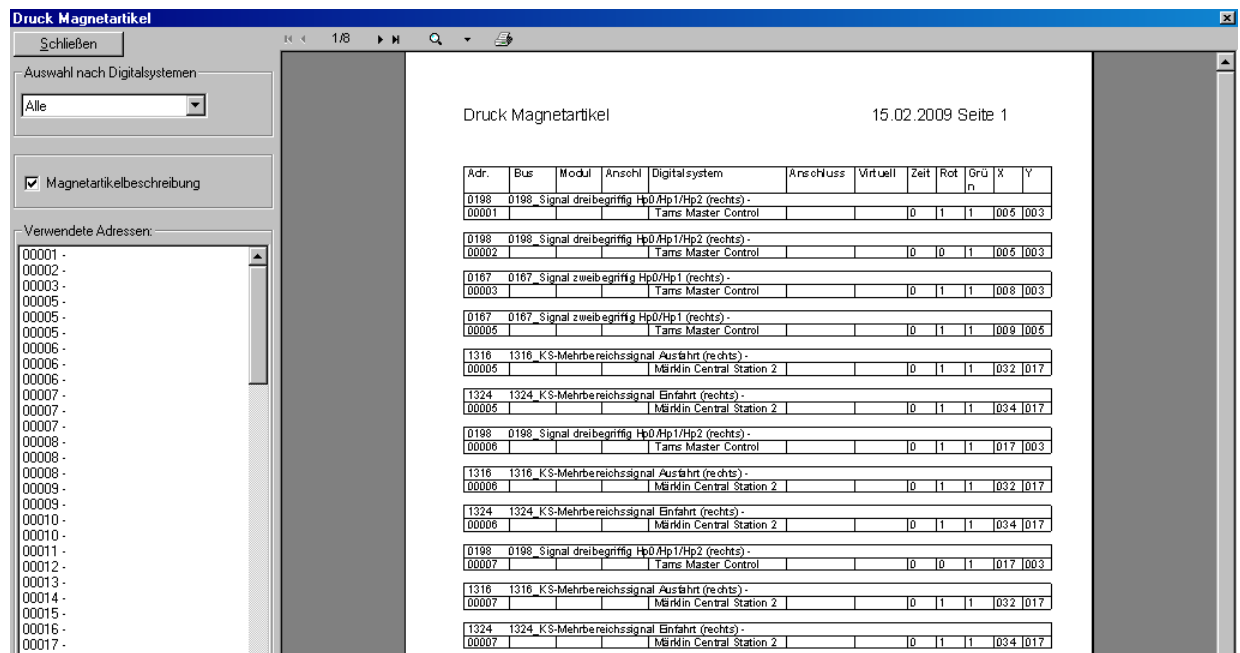 Druck Magnetartikel
Schließen
1/8
Auswahl nach Digitalsystemen
Alle
Magnetartikelbeschreibung
Verwendete Adressen:
00001 -
00002 -
00003 -
00005 -
00005 -
00005 -
00006 -
00006 -
00006 -
00007 -
00007 -
00007 -
00008 -
00008 -
00008 -
00009 -
00009 -
00010 -
00010 -
00011 -
00012 -
00013 -
00014 -
00015 -
00016 -
00017 -
Druck Magnetartikel 15.02.2009 Seite 1
Adr. Bus Modul Anschl Digitalsystem Anschluss Virtuell Zeit Rot Grü X Y
n
0198 0198_Signal dreibegriffig Hp0/Hp1/Hp2 (rechts) -
00001 Tams Master Control 0 1 1 005 003
0198 0198_Signal dreibegriffig Hp0/Hp1/Hp2 (rechts) -
00002 Tams Master Control 0 0 1 005 003
0167 0167_Signal zweibegriffig Hp0/Hp1 (rechts) -
00003 Tams Master Control 0 1 1 008 003
0167 0167_Signal zweibegriffig Hp0/Hp1 (rechts) -
00005 Tams Master Control 0 1 1 009 005
1316 1316_KS-Mehrbereichssignal Ausfahrt (rechts) -
00005 Märklin Central Station 2 0 1 1 032 017
1324 1324_KS-Mehrbereichssignal Einfahrt (rechts) -
00005 Märklin Central Station 2 0 1 1 034 017
0198 0198_Signal dreibegriffig Hp0/Hp1/Hp2 (rechts) -
00006 Tams Master Control 0 1 1 017 003
1316 1316_KS-Mehrbereichssignal Ausfahrt (rechts) -
00006 Märklin Central Station 2 0 1 1 032 017
1324 1324_KS-Mehrbereichssignal Einfahrt (rechts) -
00006 Märklin Central Station 2 0 1 1 034 017
0198 0198_Signal dreibegriffig Hp0/Hp1/Hp2 (rechts) -
00007 Tams Master Control 0 0 1 017 003
1316 1316_KS-Mehrbereichssignal Ausfahrt (rechts) -
00007 Märklin Central Station 2 0 1 1 032 017
1324 1324_KS-Mehrbereichssignal Einfahrt (rechts) -
00007 Märklin Central Station 2 0 1 1 034 017